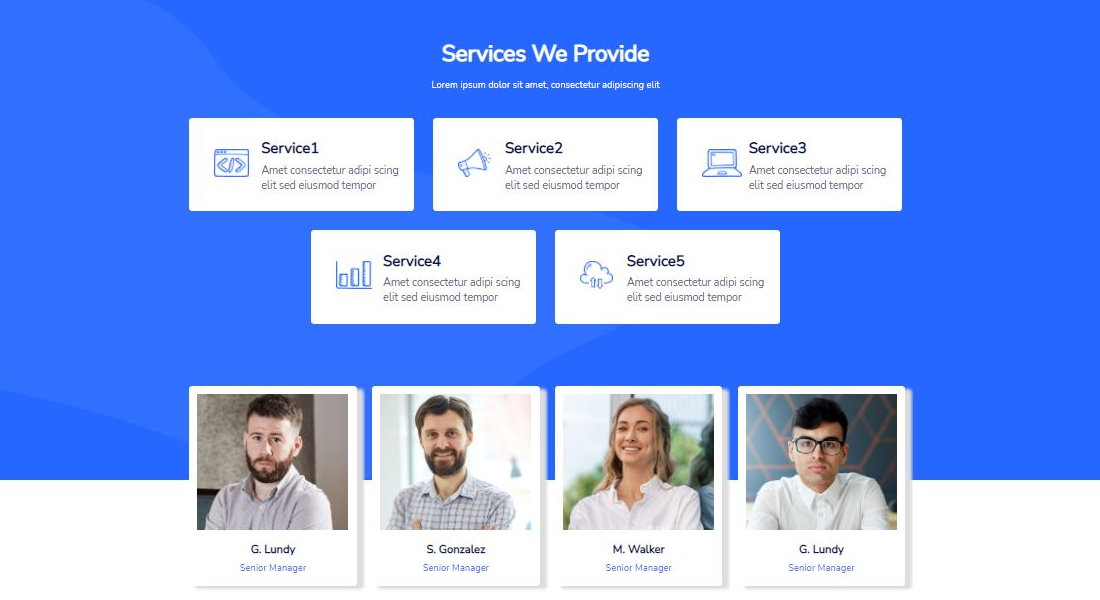 Services We Provide
Lorem ipsum dolor sit amet, consectetur adipiscing elit
Service1
Amet consectetur adipi scing
elit sed eiusmod tempor
Service2
Amet consectetur adipi scing
elit sed eiusmod tempor
Service3
Amet consectetur adipi scing
elit sed eiusmod tempor
Service4
Amet consectetur adipi scing
elit sed eiusmod tempor
Service5
Amet consectetur adipi scing
elit sed eiusmod tempor
G. Lundy
Senior Manager
S. Gonzalez
Senior Manager
M. Walker
Senior Manager
G. Lundy
Senior Manager